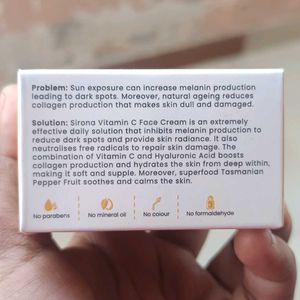 Problem: Sun exposure can increase melanin production
leading to dark spots. Moreover, natural ageing reduces
collagen production that makes skin dull and damaged.
Solution: Sirona Vitamin C Face Cream is an extremely
effective daily solution that inhibits melanin production to
reduce dark spots and provide skin radiance. It also
neutralises free radicals to repair skin damage. The
combination of Vitamin C and Hyaluronic Acid boosts
collagen production and hydrates the skin from deep within,
making it soft and supple. Moreover, superfood Tasmanian
Pepper Fruit soothes and calms the skin.
No parabens No mineral oil No colour No formaldehyde